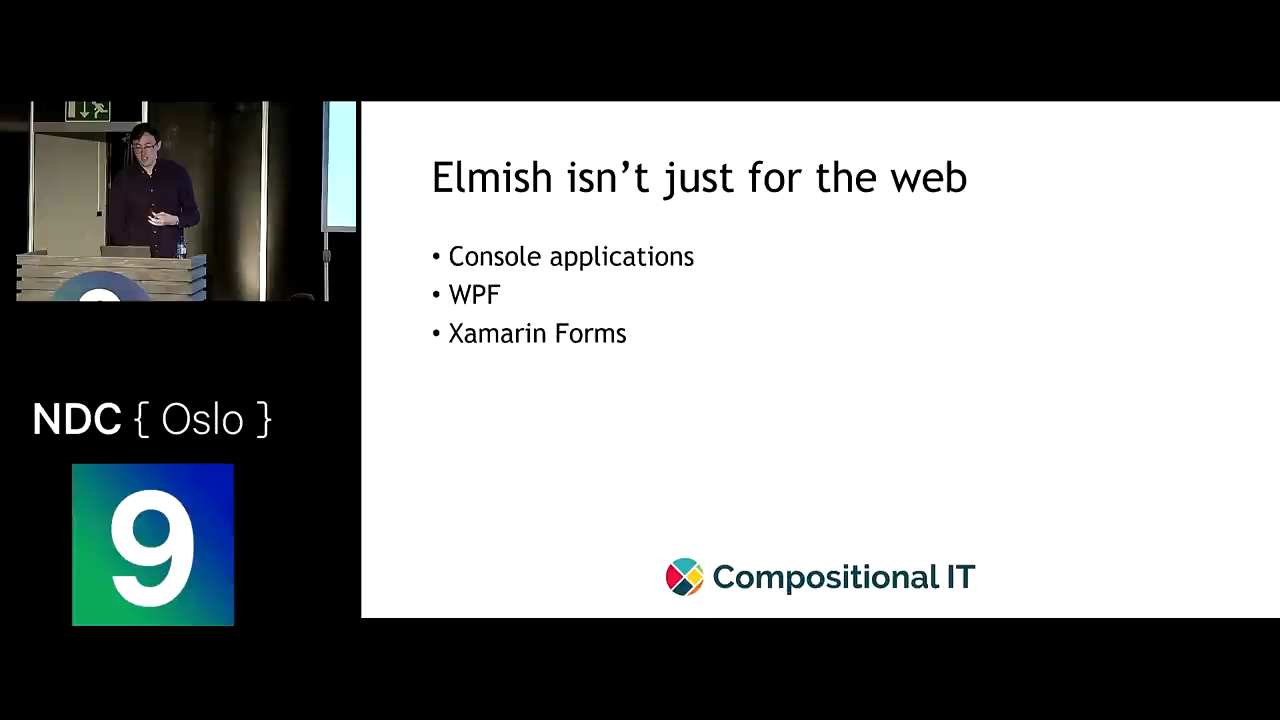 Elmish isn’t just for the web
• Console applications
• WPF
• Xamarin Forms
Compositional IT
NDC { Oslo }
9